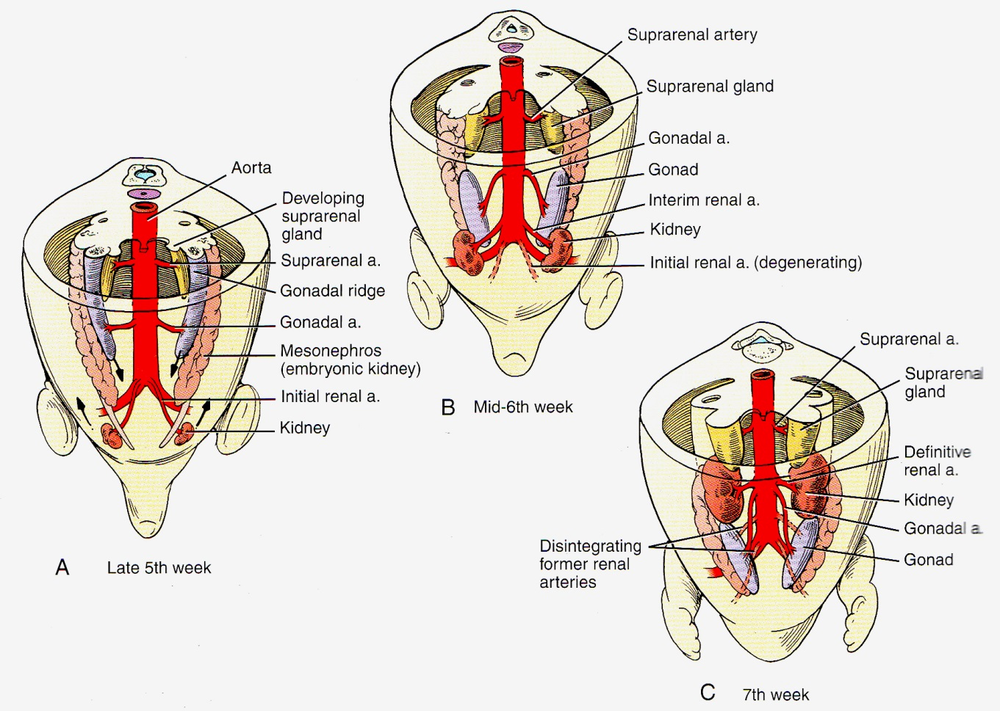 Aorta
Developing
suprarenal
gland
Suprarenal a.
Gonadal ridge
Gonadal a.
Mesonephros
(embryonic kidney)
Initial renal a.
Kidney
A Late 5th week
Suprarenal artery
Suprarenal gland
Gonadal a.
Gonad
Interim renal a.
Kidney
Initial renal a. (degenerating)
B Mid-6th week
Suprarenal a.
Suprarenal
gland
Definitive
renal a.
Kidney
Gonadal a.
Gonad
Disintegrating
former renal
arteries
C 7th week